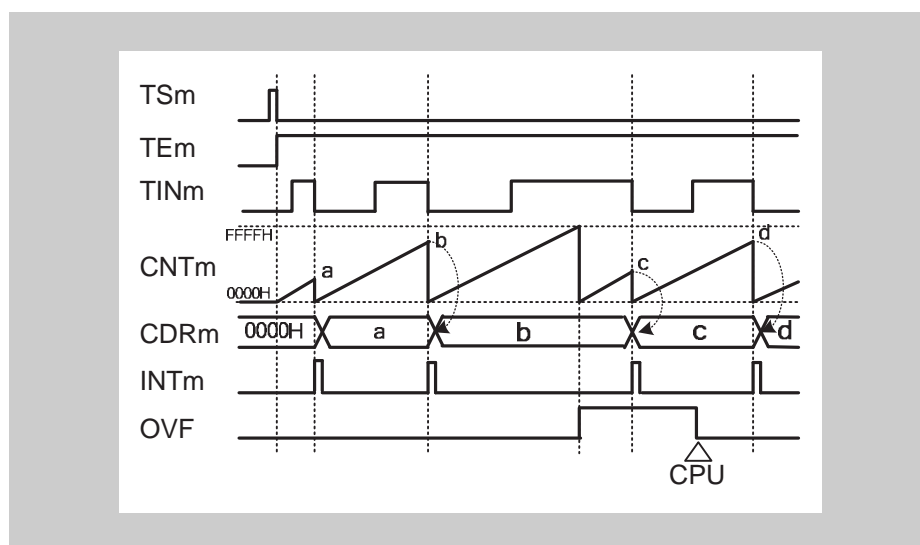 TSm
TEm
TINm
FFFFH
b
d
CNTm
a
c
0000H
CDRm 0000H a b c d
INTm
OVF
CPU